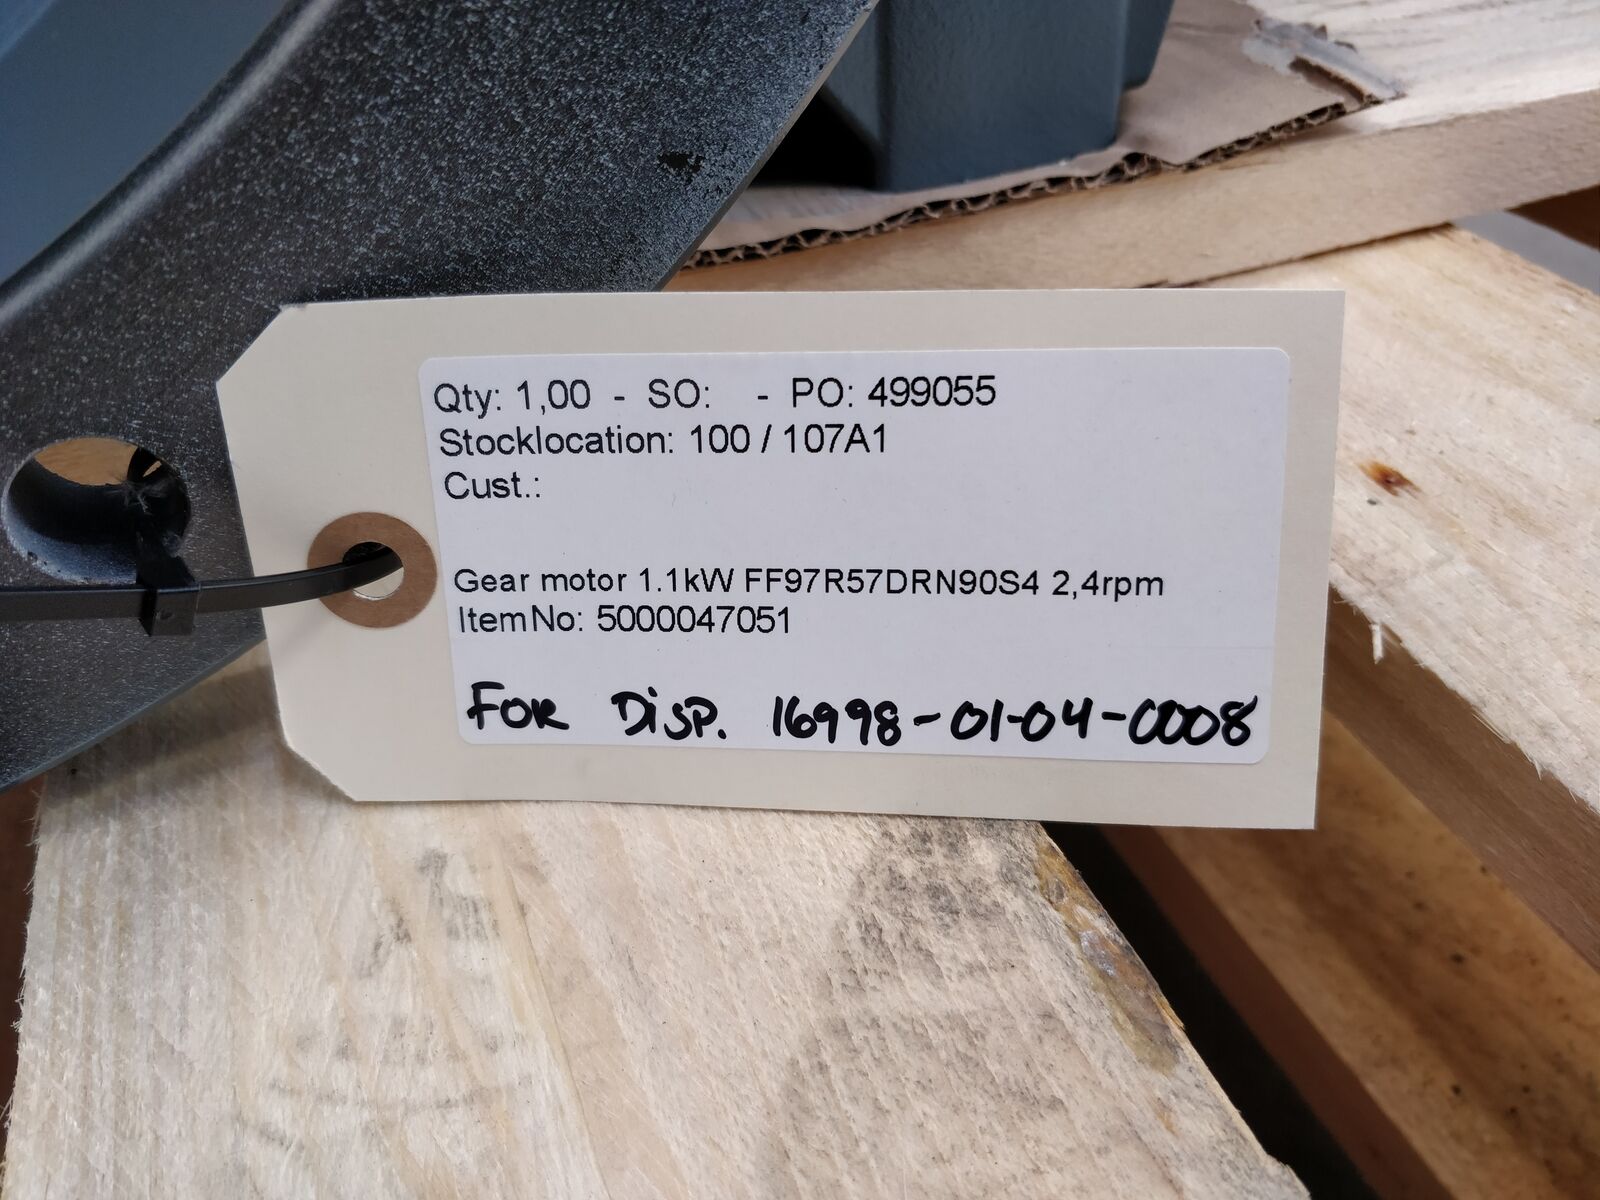 Qty: 1,00 - SO: - PO: 499055
Stocklocation: 100 / 107A1
Cust.:
Gear motor 1.1kW FF97R57DRN90S4 2,4rpm
ItemNo: 5000047051
FOR DISP. 16998-01-04-0008